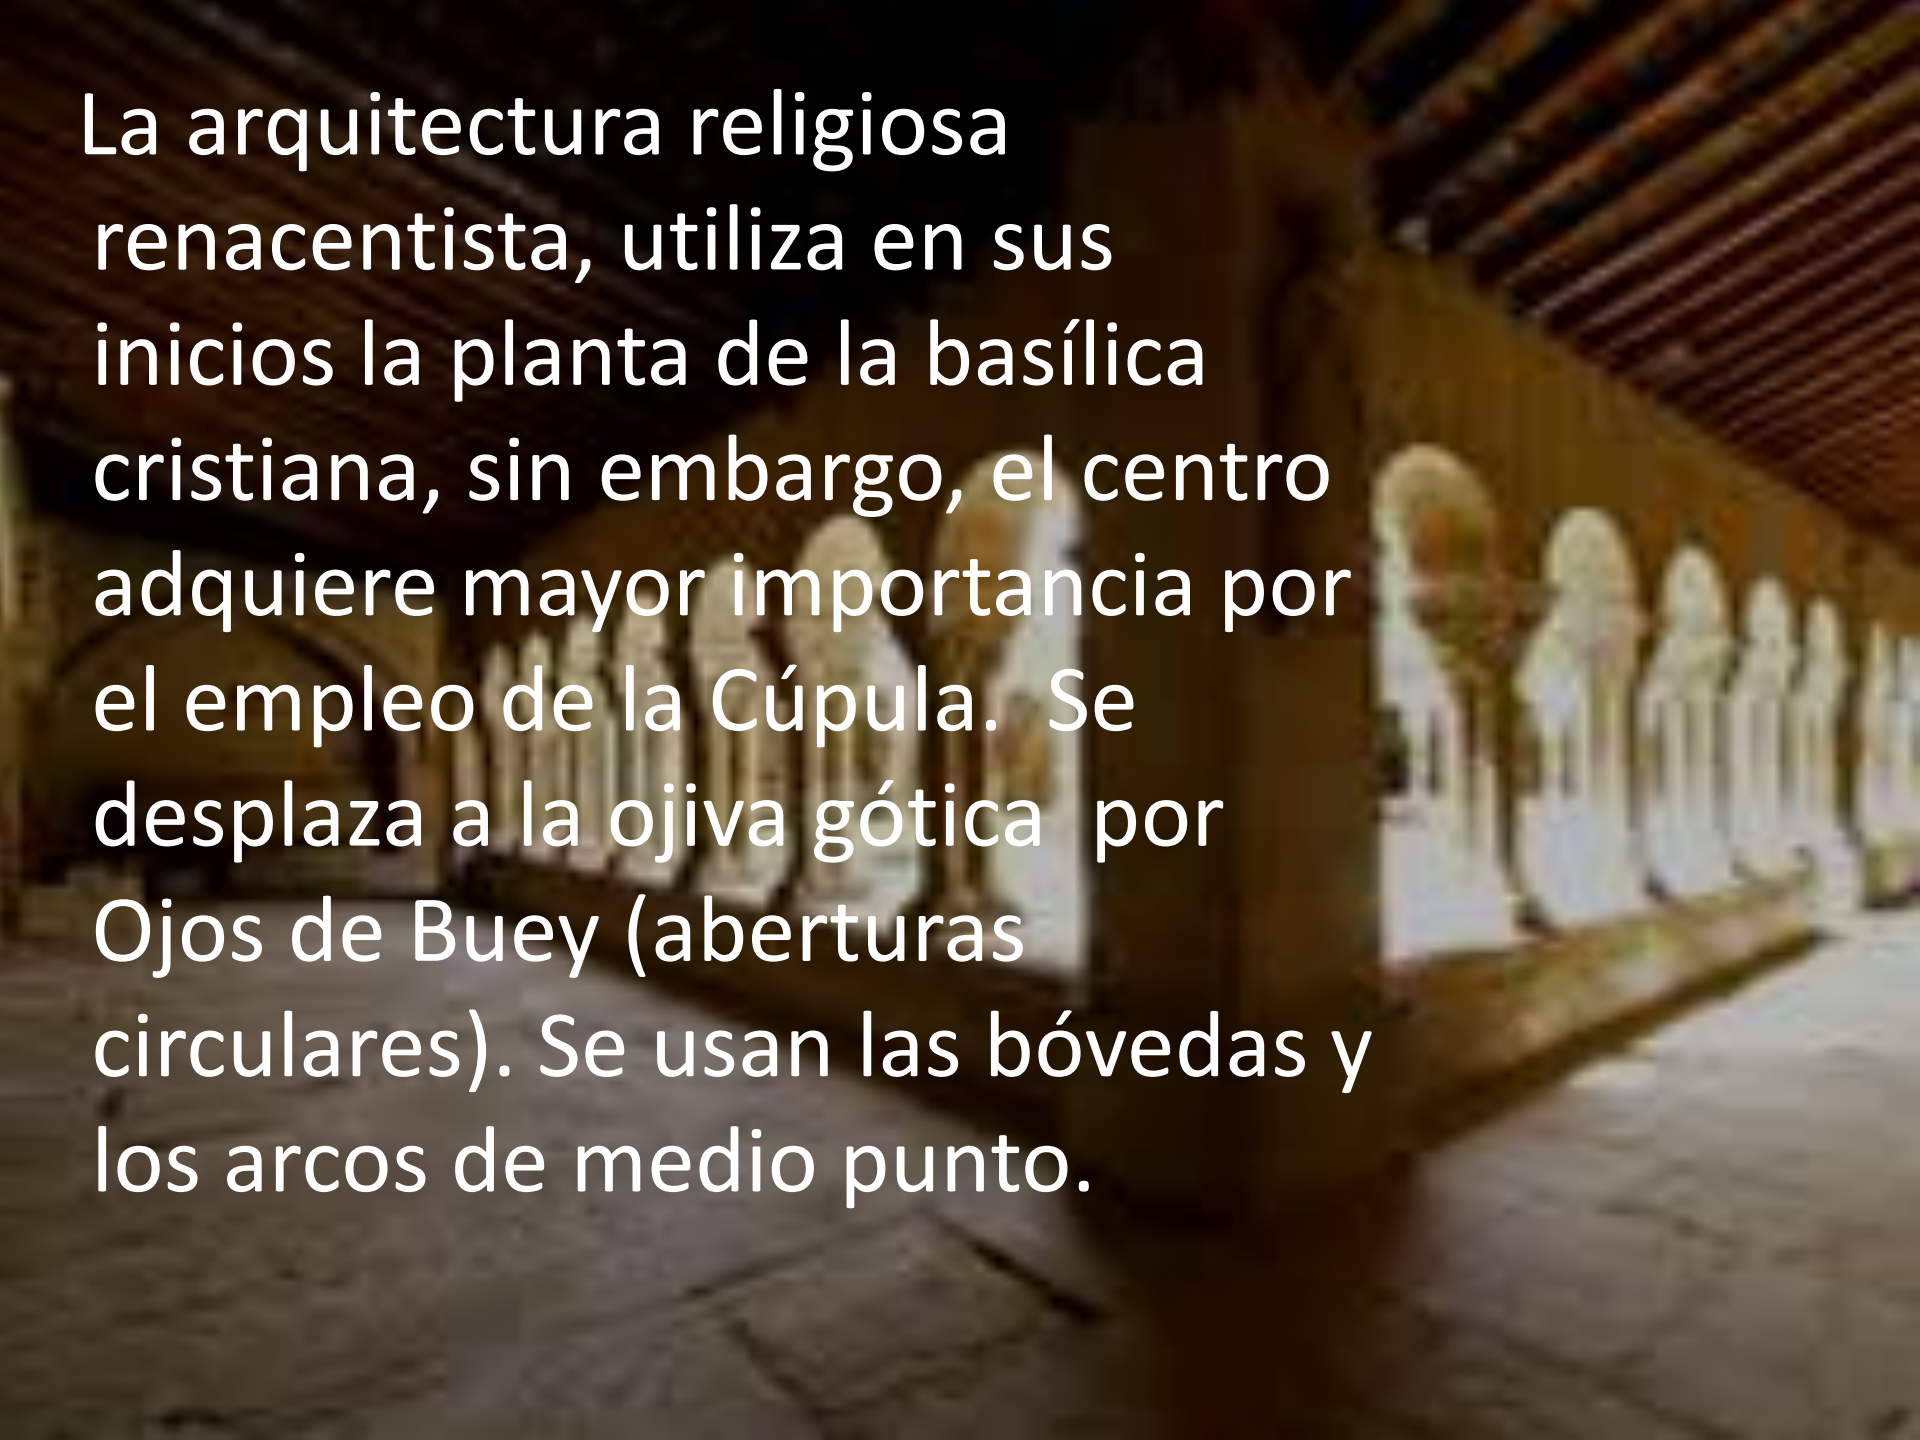 La arquitectura religiosa
renacentista, utiliza en sus
inicios la planta de la basílica
cristiana, sin embargo, el centro
adquiere mayor importancia por
el empleo de la Cúpula.  Se
desplaza a la ojiva gótica  por
Ojos de Buey (aberturas
circulares). Se usan las bóvedas y
los arcos de medio punto.